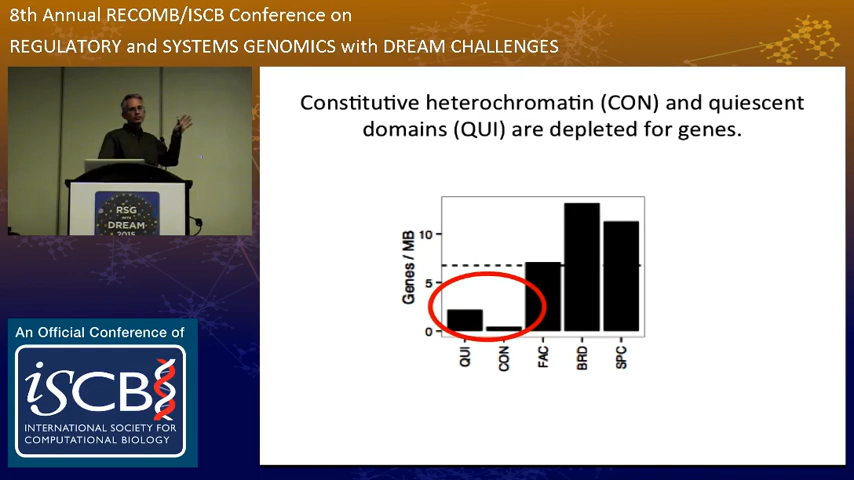 8th Annual RECOMB/ISCB Conference on
REGULATORY and SYSTEMS GENOMICS with DREAM CHALLENGES
RSG
WITH
DREAM
2015
An Official Conference of
iSCB
INTERNATIONAL SOCIETY FOR
COMPUTATIONAL BIOLOGY
Constitutive heterochromatin (CON) and quiescent
domains (QUI) are depleted for genes.
Genes / MB
10
5
0
QUI
CON
FAC
BRD
SPC